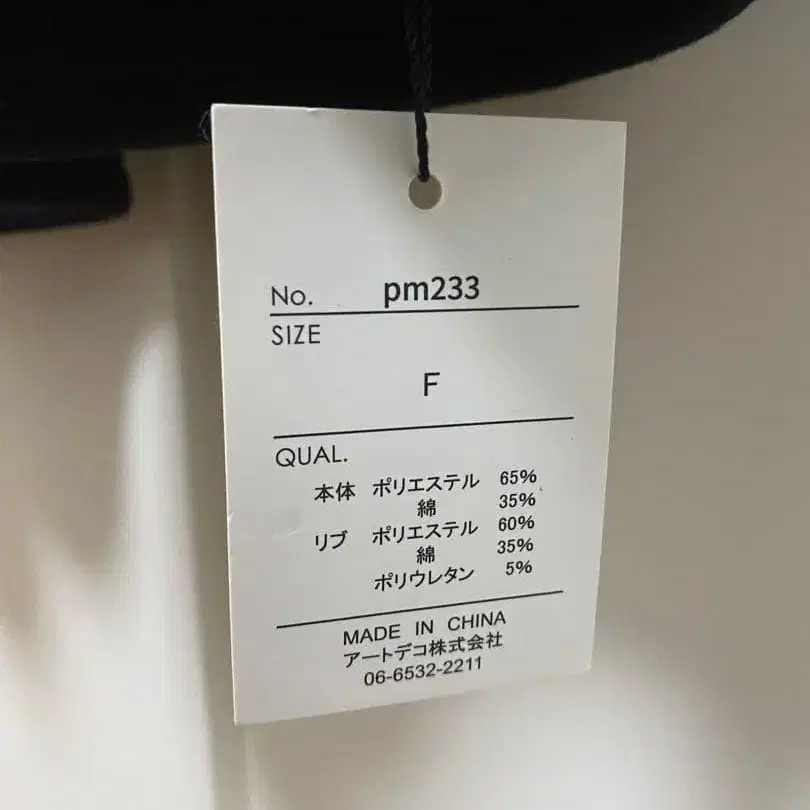 No. pm233
SIZE
F
QUAL.
本体 ポリエステル 65%
綿 35%
リブ ポリエステル 60%
綿 35%
ポリウレタン 5%
MADE IN CHINA
アートデコ株式会社
06-6532-2211